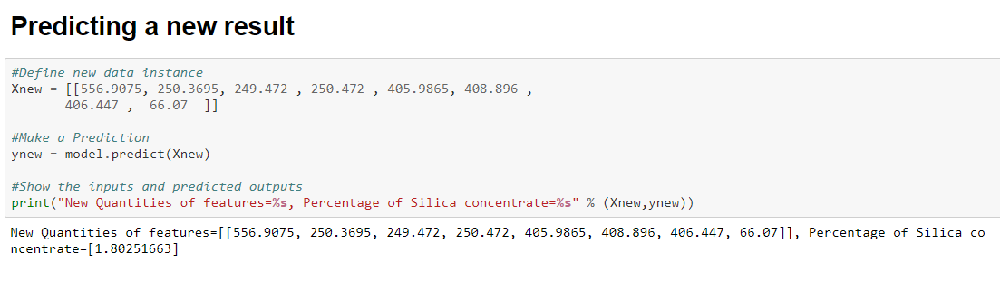 Predicting a new result
#Define new data instance
Xnew = [[556.9075, 250.3695, 249.472 , 250.472 , 405.9865, 408.896 ,
406.447 , 66.07 ]]
#Make a Prediction
ynew = model.predict(Xnew)
#Show the inputs and predicted outputs
print("New Quantities of features=%s, Percentage of Silica concentrate=%s" % (Xnew,ynew))
New Quantities of features=[[556.9075, 250.3695, 249.472, 250.472, 405.9865, 408.896, 406.447, 66.07]], Percentage of Silica co
ncentrate=[1.80251663]